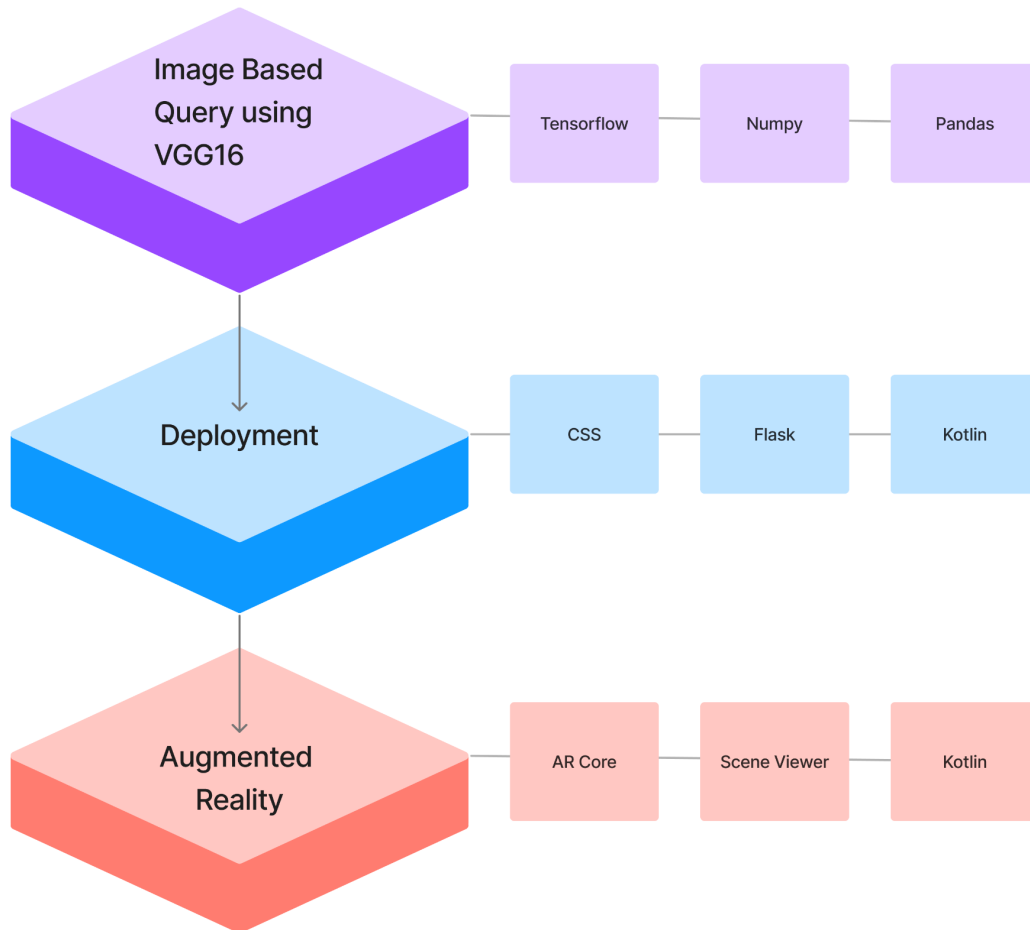 Image Based
Query using
VGG16
Tensorflow
Numpy
Pandas
Deployment
CSS
Flask
Kotlin
Augmented
Reality
AR Core
Scene Viewer
Kotlin